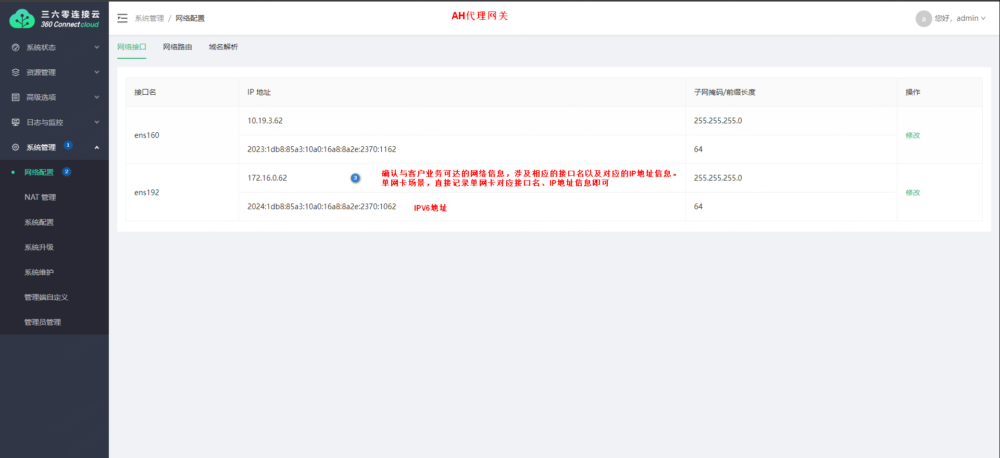 三六零连接云
360 Connect cloud
系统管理 / 网络配置
AH代理网关
a 您好，admin
系统状态
资源管理
高级选项
日志与监控
系统管理 1
网络配置 2
NAT 管理
系统配置
系统升级
系统维护
管理端自定义
管理员管理
网络接口 网络路由 域名解析
接口名 IP 地址 子网掩码/前缀长度 操作
ens160 10.19.3.62 255.255.255.0 修改
2023:1db8:85a3:10a0:16a8:8a2e:2370:1162 64
ens192 172.16.0.62 255.255.255.0 修改
3 确认与客户业务可达的网络信息，涉及相应的接口名以及对应的IP地址信息。
单网卡场景，直接记录单网卡对应接口名、IP地址信息即可
2024:1db8:85a3:10a0:16a8:8a2e:2370:1062 IPV6地址 64